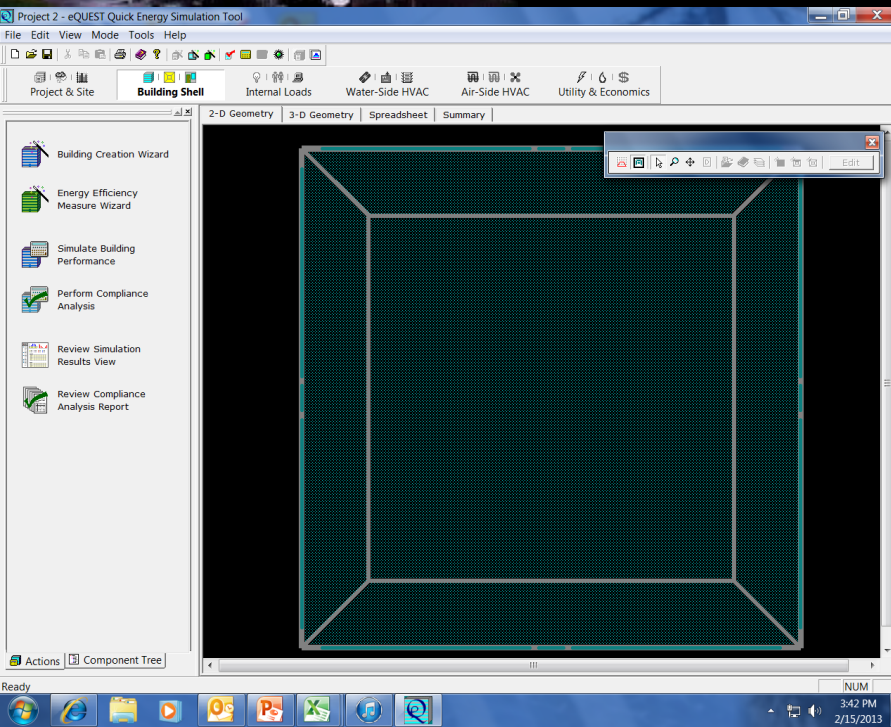 Project 2 - eQUEST Quick Energy Simulation Tool
File Edit View Mode Tools Help
Project & Site Building Shell Internal Loads Water-Side HVAC Air-Side HVAC Utility & Economics
2-D Geometry 3-D Geometry Spreadsheet Summary
Edit
Building Creation Wizard
Energy Efficiency
Measure Wizard
Simulate Building
Performance
Perform Compliance
Analysis
Review Simulation
Results View
Review Compliance
Analysis Report
Actions Component Tree
Ready NUM
3:42 PM
2/15/2013